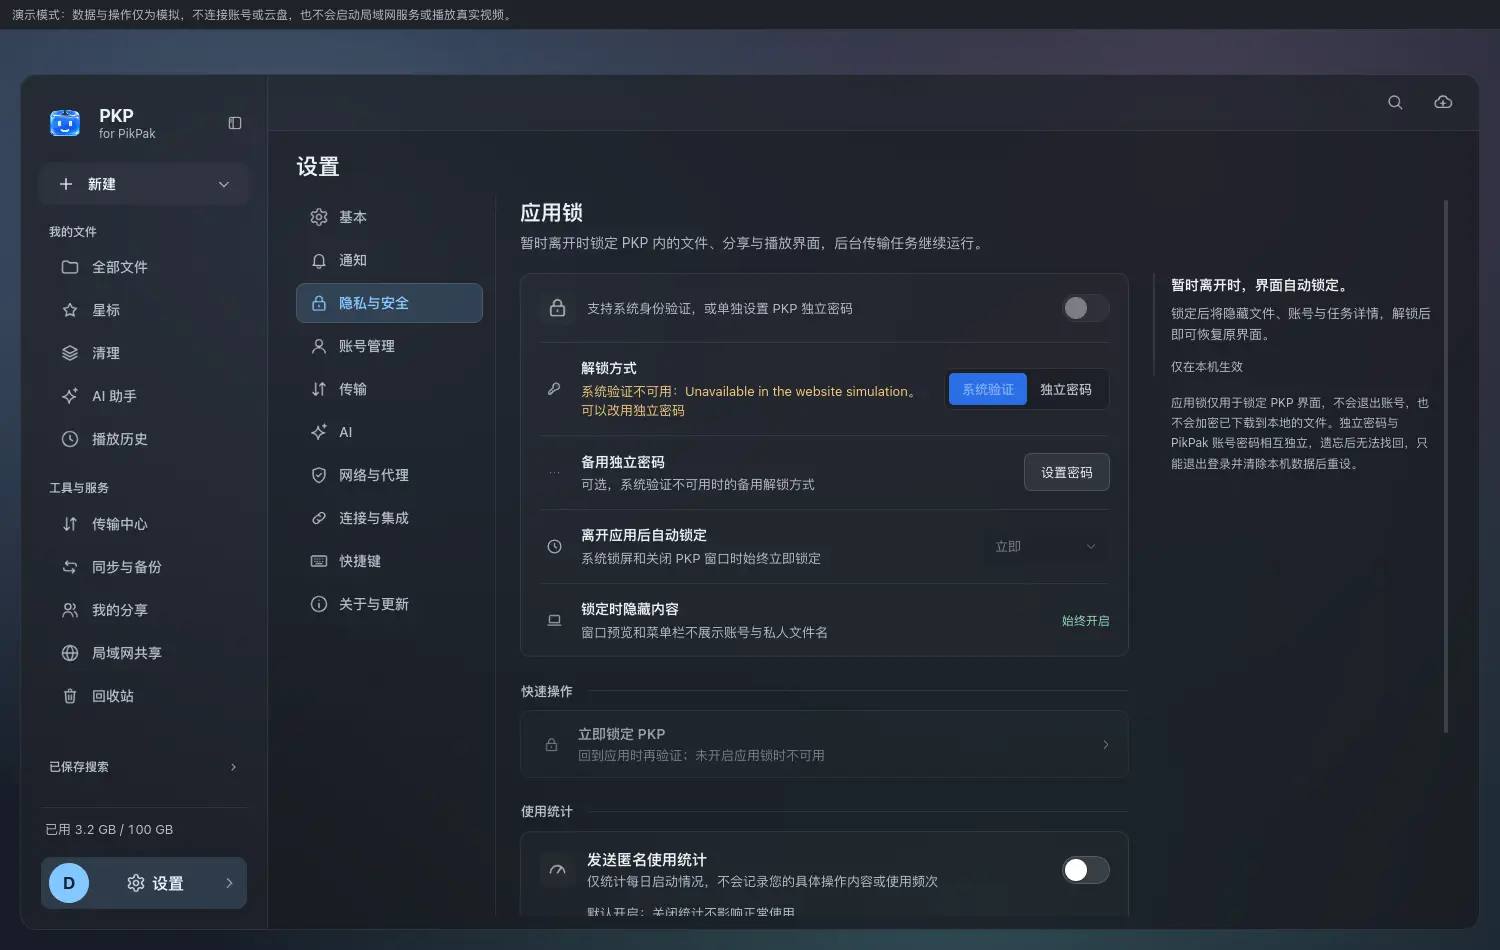 演示模式：数据与操作仅为模拟，不连接账号或云盘，也不会启动局域网服务或播放真实视频。
PKP
for PikPak
新建
我的文件
全部文件
星标
清理
AI 助手
播放历史
工具与服务
传输中心
同步与备份
我的分享
局域网共享
回收站
已保存搜索
已用 3.2 GB / 100 GB
D
设置
设置
基本
通知
隐私与安全
账号管理
传输
AI
网络与代理
连接与集成
快捷键
关于与更新
应用锁
暂时离开时锁定 PKP 内的文件、分享与播放界面，后台传输任务继续运行。
支持系统身份验证，或单独设置 PKP 独立密码
解锁方式
系统验证不可用：Unavailable in the website simulation。
可以改用独立密码
系统验证
独立密码
备用独立密码
可选，系统验证不可用时的备用解锁方式
设置密码
离开应用后自动锁定
系统锁屏和关闭 PKP 窗口时始终立即锁定
立即
锁定时隐藏内容
窗口预览和菜单栏不展示账号与私人文件名
始终开启
快速操作
立即锁定 PKP
回到应用时再验证；未开启应用锁时不可用
使用统计
发送匿名使用统计
仅统计每日启动情况，不会记录您的具体操作内容或使用频次
默认开启；关闭统计不影响正常使用
暂时离开时，界面自动锁定。
锁定后将隐藏文件、账号与任务详情，解锁后
即可恢复原界面。
仅在本机生效
应用锁仅用于锁定 PKP 界面，不会退出账号，也
不会加密已下载到本地的文件。独立密码与
PikPak 账号密码相互独立，遗忘后无法找回，只
能退出登录并清除本机数据后重设。